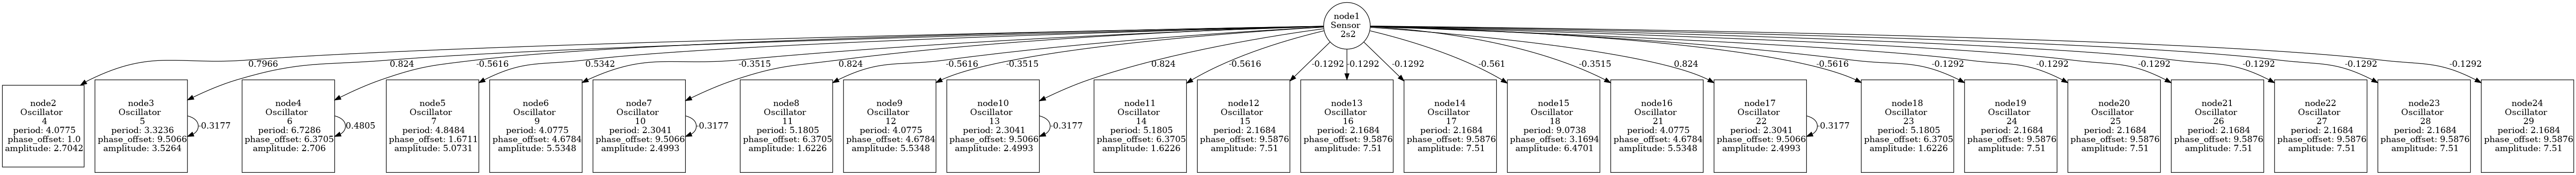 node1
Sensor
2s2
0.7966
0.824
-0.5616
0.5342
-0.3515
0.824
-0.5616
-0.3515
0.824
-0.5616
-0.1292
-0.1292
-0.1292
-0.561
-0.3515
0.824
-0.5616
-0.1292
-0.1292
-0.1292
-0.1292
-0.1292
-0.1292
node2
Oscillator
4
period: 4.0775
phase_offset: 1.0
amplitude: 2.7042
node3
Oscillator
5
period: 3.3236
phase_offset: 9.5066
amplitude: 3.5264
-0.3177
node4
Oscillator
6
period: 6.7286
phase_offset: 6.3705
amplitude: 2.706
0.4805
node5
Oscillator
7
period: 4.8484
phase_offset: 1.6711
amplitude: 5.0731
node6
Oscillator
9
period: 4.0775
phase_offset: 4.6784
amplitude: 5.5348
node7
Oscillator
10
period: 2.3041
phase_offset: 9.5066
amplitude: 2.4993
-0.3177
node8
Oscillator
11
period: 5.1805
phase_offset: 6.3705
amplitude: 1.6226
node9
Oscillator
12
period: 4.0775
phase_offset: 4.6784
amplitude: 5.5348
node10
Oscillator
13
period: 2.3041
phase_offset: 9.5066
amplitude: 2.4993
-0.3177
node11
Oscillator
14
period: 5.1805
phase_offset: 6.3705
amplitude: 1.6226
node12
Oscillator
15
period: 2.1684
phase_offset: 9.5876
amplitude: 7.51
node13
Oscillator
16
period: 2.1684
phase_offset: 9.5876
amplitude: 7.51
node14
Oscillator
17
period: 2.1684
phase_offset: 9.5876
amplitude: 7.51
node15
Oscillator
18
period: 9.0738
phase_offset: 3.1694
amplitude: 6.4701
node16
Oscillator
21
period: 4.0775
phase_offset: 4.6784
amplitude: 5.5348
node17
Oscillator
22
period: 2.3041
phase_offset: 9.5066
amplitude: 2.4993
-0.3177
node18
Oscillator
23
period: 5.1805
phase_offset: 6.3705
amplitude: 1.6226
node19
Oscillator
24
period: 2.1684
phase_offset: 9.5876
amplitude: 7.51
node20
Oscillator
25
period: 2.1684
phase_offset: 9.5876
amplitude: 7.51
node21
Oscillator
26
period: 2.1684
phase_offset: 9.5876
amplitude: 7.51
node22
Oscillator
27
period: 2.1684
phase_offset: 9.5876
amplitude: 7.51
node23
Oscillator
28
period: 2.1684
phase_offset: 9.5876
amplitude: 7.51
node24
Oscillator
29
period: 2.1684
phase_offset: 9.5876
amplitude: 7.51